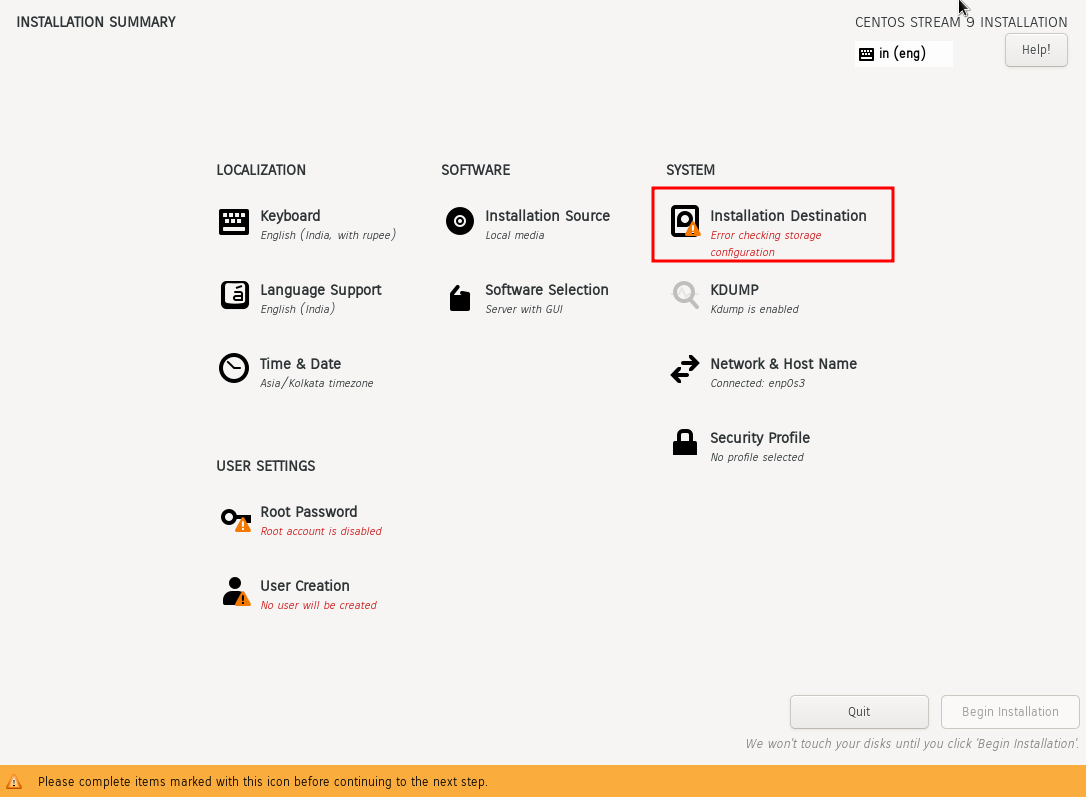 INSTALLATION SUMMARY
CENTOS STREAM 9 INSTALLATION
in (eng)
Help!
LOCALIZATION
Keyboard
English (India, with rupee)
Language Support
English (India)
Time & Date
Asia/Kolkata timezone
SOFTWARE
Installation Source
Local media
Software Selection
Server with GUI
SYSTEM
Installation Destination
Error checking storage
configuration
KDUMP
Kdump is enabled
Network & Host Name
Connected: enp0s3
Security Profile
No profile selected
USER SETTINGS
Root Password
Root account is disabled
User Creation
No user will be created
Quit
Begin Installation
We won't touch your disks until you click 'Begin Installation'.
Please complete items marked with this icon before continuing to the next step.